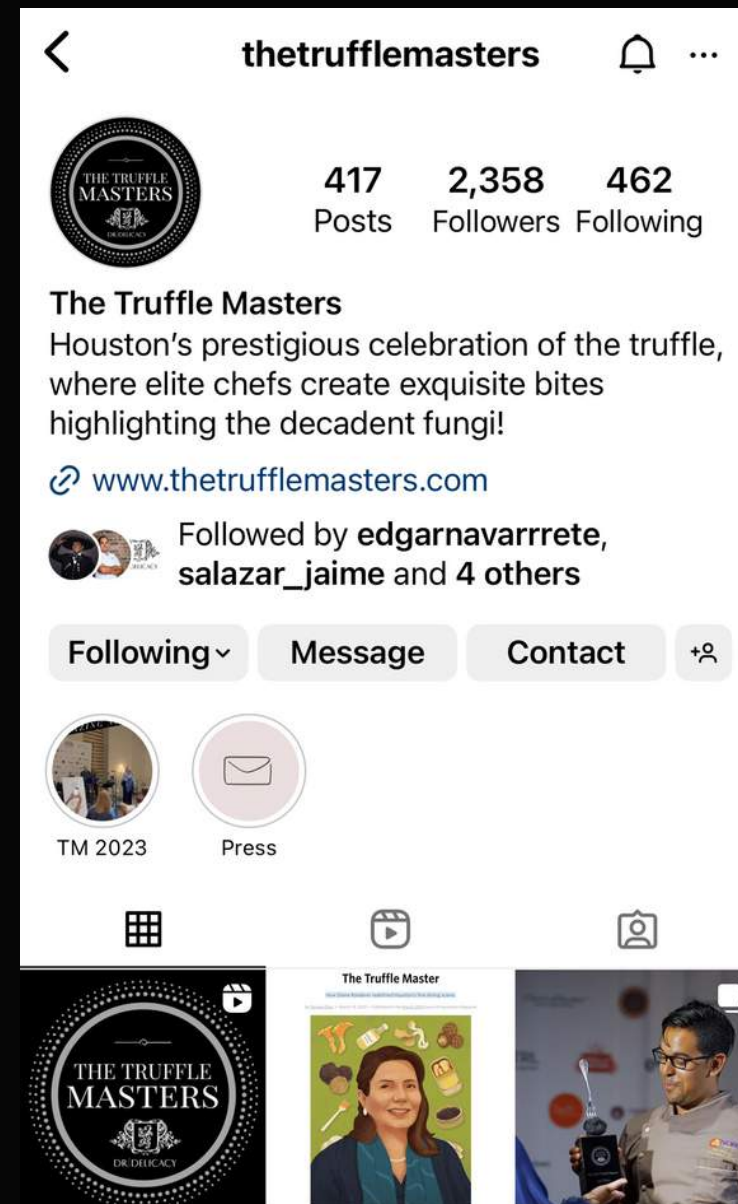 thetrufflemasters
THE TRUFFLE
MASTERS
DR. DELICACY
417
2,358
462
Posts
Followers
Following
The Truffle Masters
Houston's prestigious celebration of the truffle,
where elite chefs create exquisite bites
highlighting the decadent fungi!
www.thetrufflemasters.com
Followed by edgarnavarrrete,
salazar_jaime and 4 others
Following
Message
Contact
TM 2023
Press
THE TRUFFLE
MASTERS
DR. DELICACY
The Truffle Master